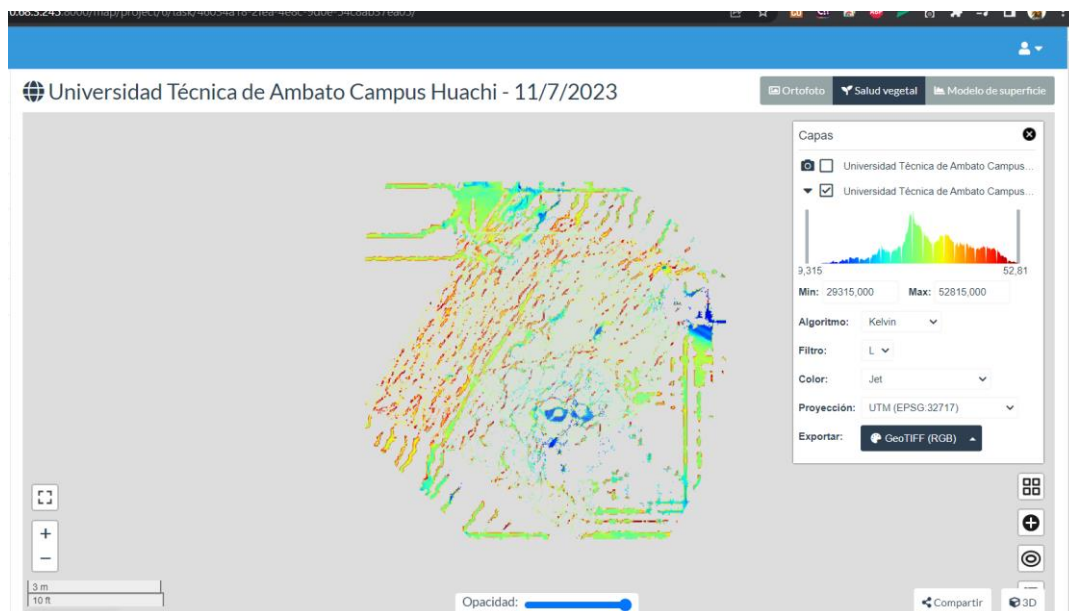 Universidad Técnica de Ambato Campus Huachi - 11/7/2023
Ortofoto
Salud vegetal
Modelo de superficie
Capas
Universidad Técnica de Ambato Campus...
Universidad Técnica de Ambato Campus...
9,315 52,81
Min: 29315,000 Max: 52815,000
Algoritmo: Kelvin
Filtro: L
Color: Jet
Proyección: UTM (EPSG:32717)
Exportar: GeoTIFF (RGB)
+
−
3 m
10 ft
Opacidad:
Compartir
3D